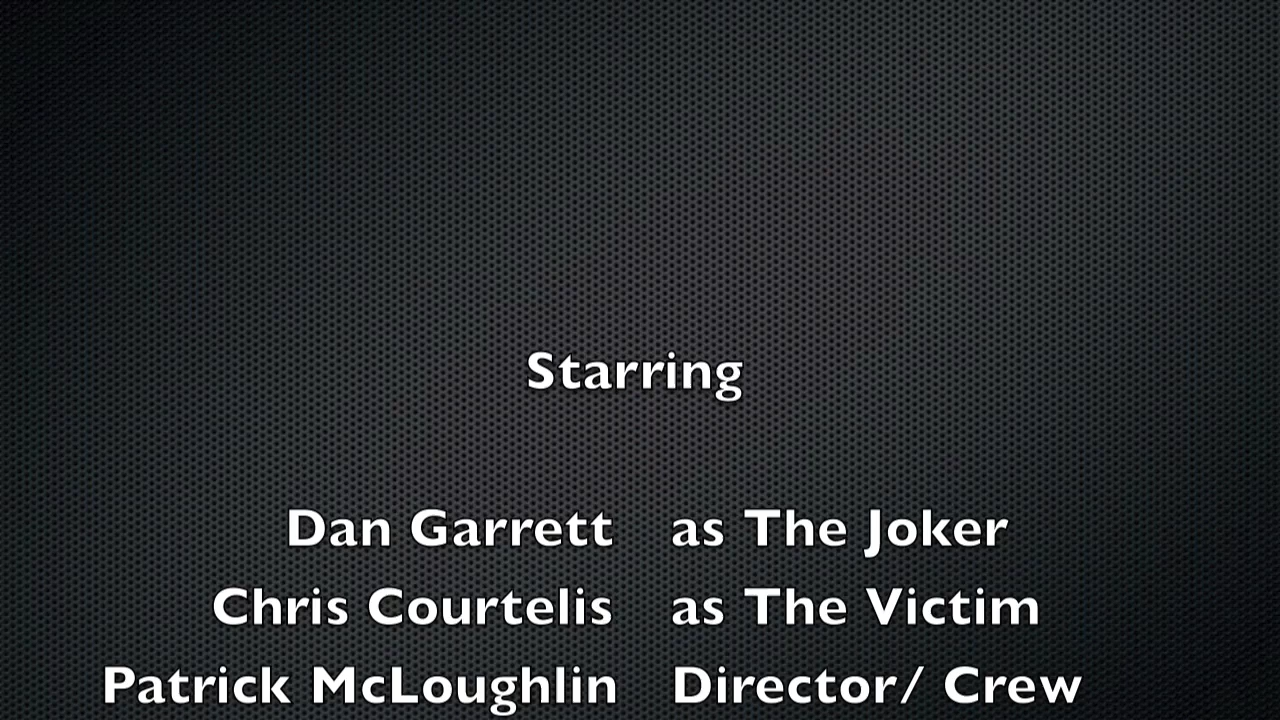 Starring
Dan Garrett as The Joker
Chris Courtelis as The Victim
Patrick McLoughlin Director/ Crew